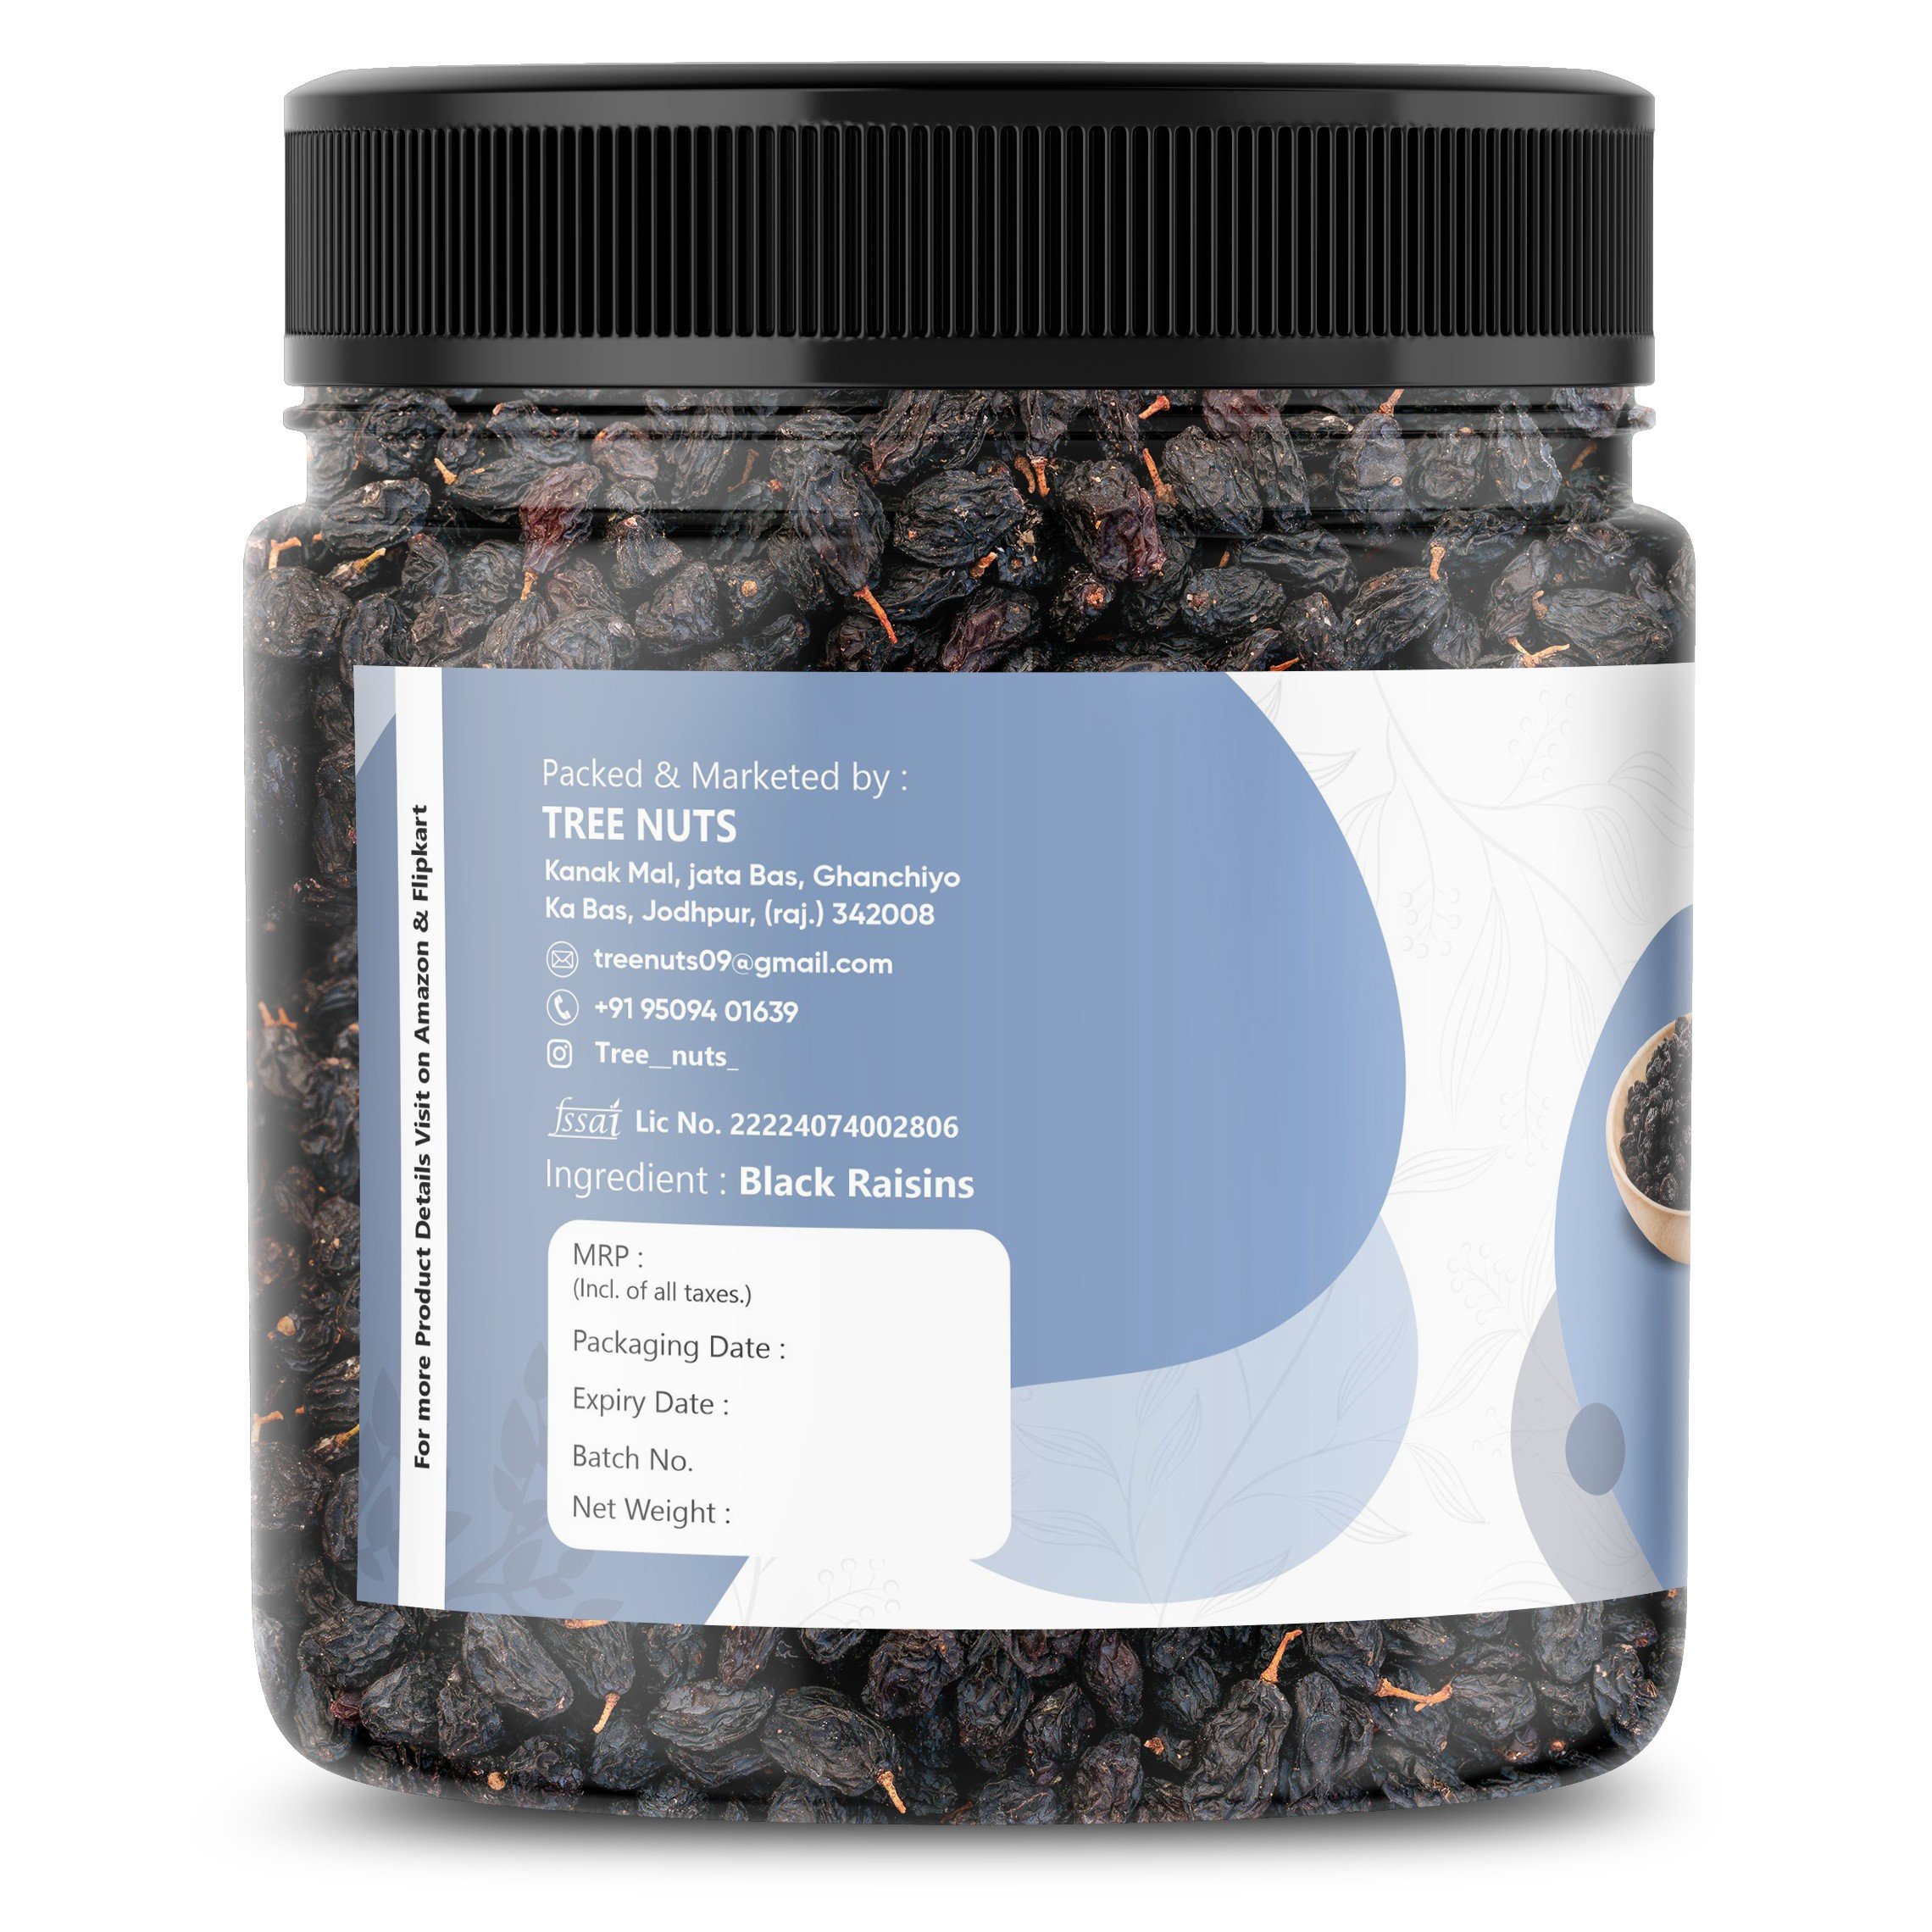 Packed & Marketed by :
TREE NUTS
Kanak Mal, jata Bas, Ghanchiyo
Ka Bas, Jodhpur, (raj.) 342008
treenuts09@gmail.com
+91 95094 01639
Tree__nuts_
fssai Lic No. 22224074002806
Ingredient : Black Raisins
MRP :
(Incl. of all taxes.)
Packaging Date :
Expiry Date :
Batch No.
Net Weight :
For more Product Details Visit on Amazon & Flipkart